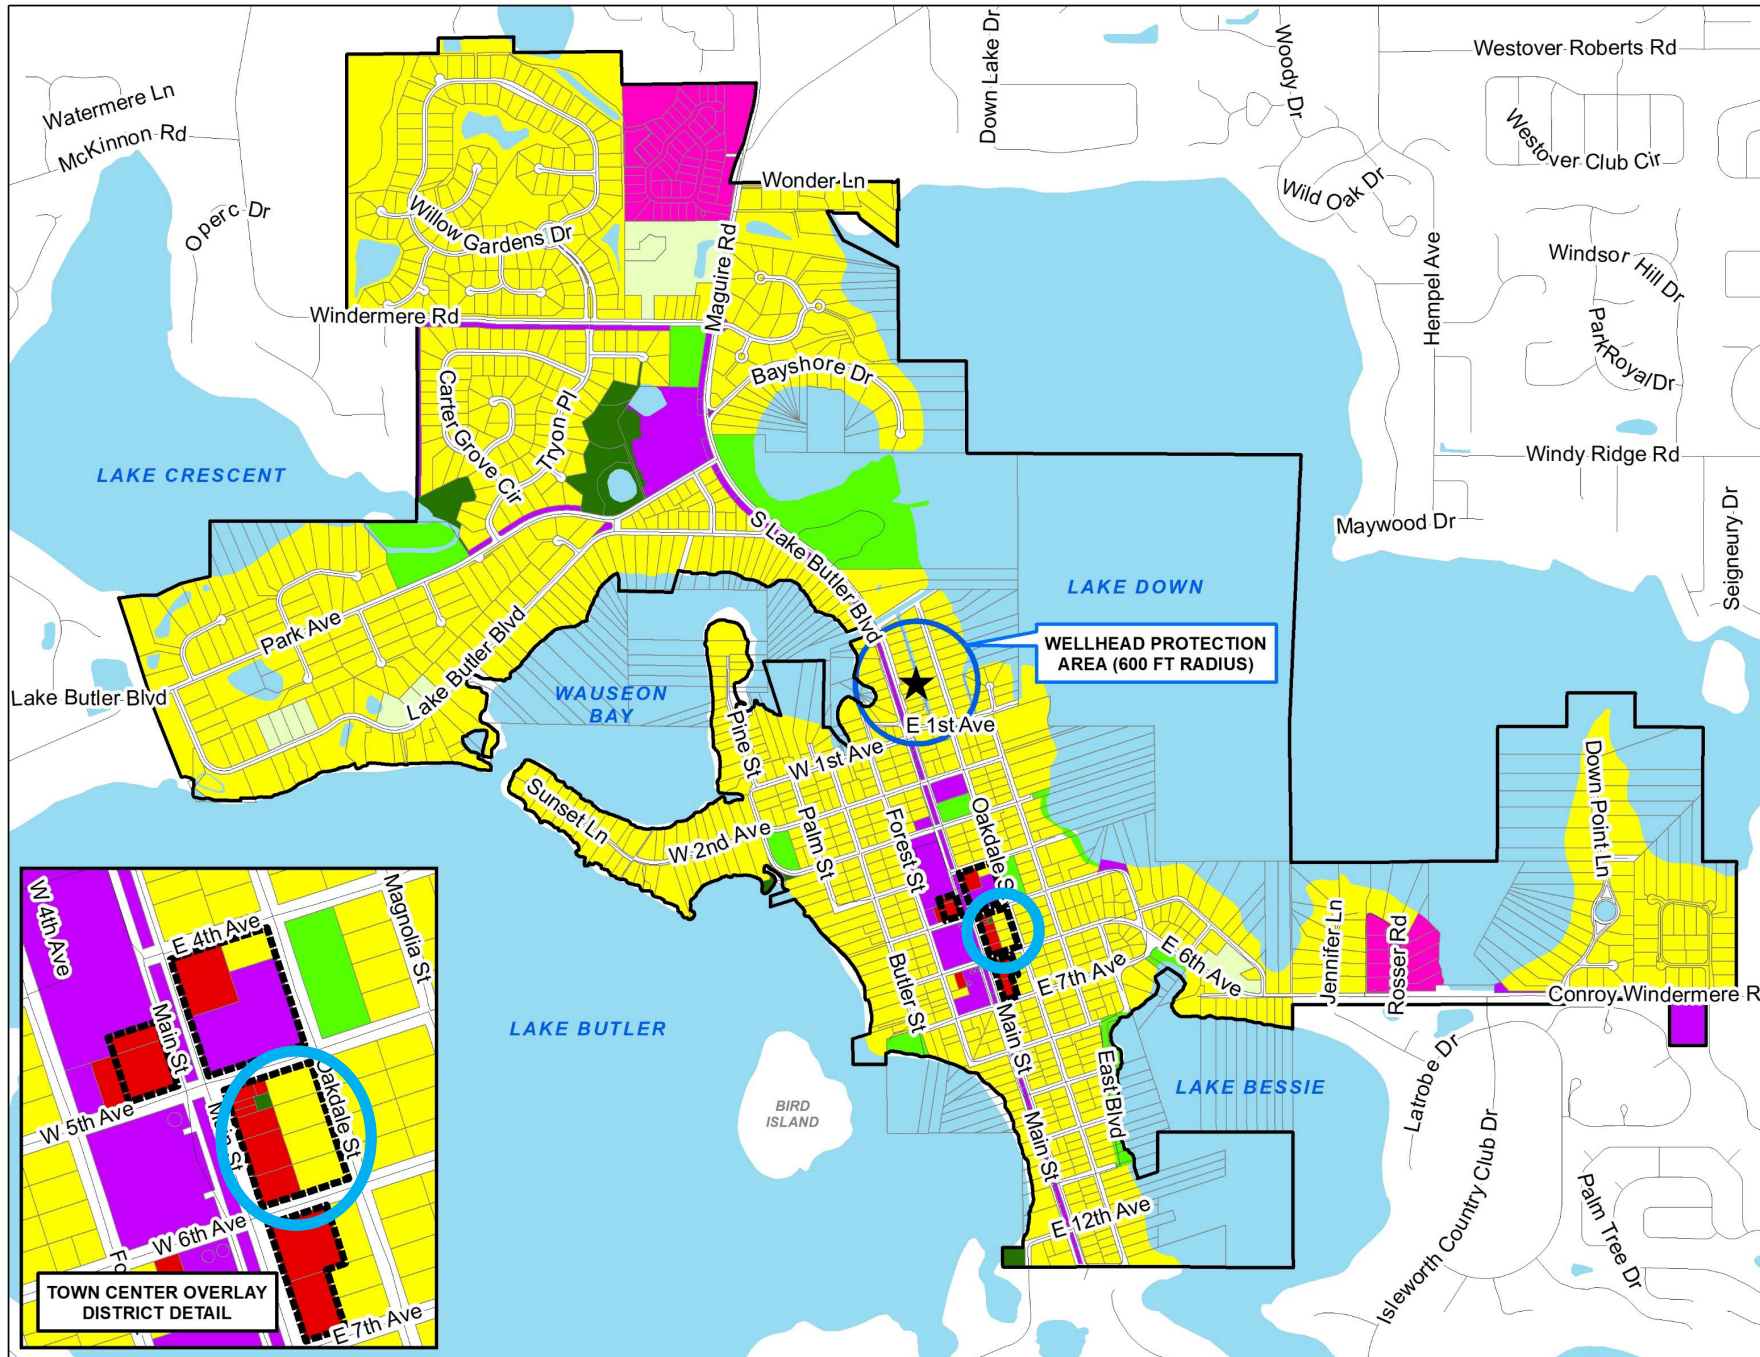 Watermere Ln
McKinnon Rd
Operc Dr
Down Lake Dr
Woody Dr
Westover Roberts Rd
Westover Club Cir
Wild Oak Dr
Wonder Ln
Willow Gardens Dr
Windermere Rd
Maguire Rd
Hempel Ave
Windsor Hill Dr
Park Royal Dr
Bayshore Dr
Carter Grove Cir
Tryon Pl
Windy Ridge Rd
LAKE CRESCENT
Maywood Dr
Seigneury Dr
S Lake Butler Blvd
LAKE DOWN
Park Ave
Lake Butler Blvd
Lake Butler Blvd
WELLHEAD PROTECTION
AREA (600 FT RADIUS)
WAUSEON
BAY
Pine St
E 1st Ave
W 1st Ave
Sunset Ln
W 2nd Ave
Palm St
Forest St
Oakdale S
Down Point Ln
Butler St
E 6th Ave
E 7th Ave
Jennifer Ln
Rosser Rd
Conroy Windermere R
LAKE BUTLER
Main St
East Blvd
LAKE BESSIE
Latrobe Dr
BIRD
ISLAND
Main St
E 12th Ave
Isleworth Country Club Dr
Palm Tree Dr
W 4th Ave
E 4th Ave
Magnolia St
Main St
W 5th Ave
Main St
Oakdale St
W 6th Ave
Fo
E 7th Ave
TOWN CENTER OVERLAY
DISTRICT DETAIL